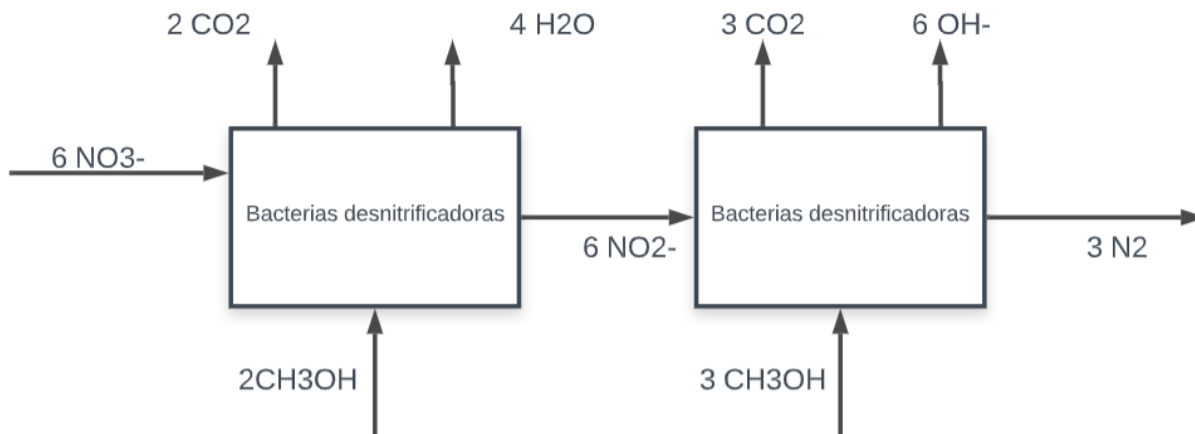 2 CO2
4 H2O
3 CO2
6 OH-
6 NO3-
Bacterias desnitrificadoras
Bacterias desnitrificadoras
6 NO2-
3 N2
2CH3OH
3 CH3OH